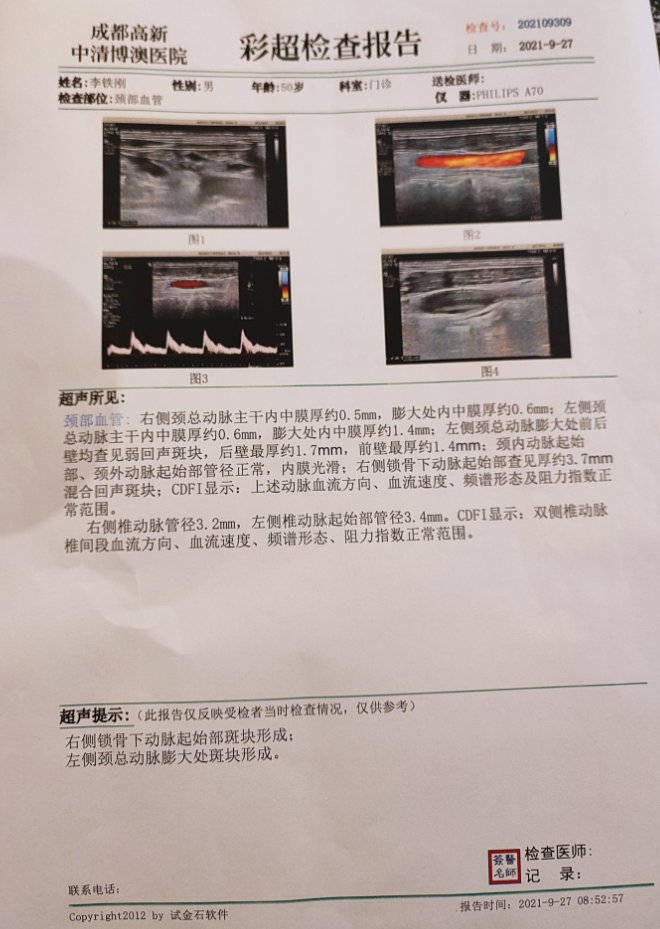 成都高新
中清博澳医院
彩超检查报告
检查号: 202109309
日 期: 2021-9-27
姓名:李铁刚 性别:男 年龄:50岁 科室:门诊 送检医师:
检查部位:颈部血管 仪 器:PHILIPS A70
图1
图2
图3
图4
超声所见:
颈部血管: 右侧颈总动脉主干内中膜厚约0.5mm, 膨大处内中膜厚约0.6mm; 左侧颈
总动脉主干内中膜厚约0.6mm, 膨大处内中膜厚约1.4mm; 左侧颈总动脉膨大处前后
壁均查见弱回声斑块, 后壁最厚约1.7mm, 前壁最厚约1.4mm; 颈内动脉起始
部、颈外动脉起始部管径正常, 内膜光滑; 右侧锁骨下动脉起始部查见厚约3.7mm
混合回声斑块; CDFI显示: 上述动脉血流方向、血流速度、频谱形态及阻力指数正
常范围。
右侧椎动脉管径3.2mm, 左侧椎动脉起始部管径3.4mm。CDFI显示: 双侧椎动脉
椎间段血流方向、血流速度、频谱形态、阻力指数正常范围。
超声提示:(此报告仅反映受检者当时检查情况, 仅供参考)
右侧锁骨下动脉起始部斑块形成;
左侧颈总动脉膨大处斑块形成。
簽醫
名師
检查医师:
记 录:
联系电话:
Copyright2012 by 试金石软件
报告时间: 2021-9-27 08:52:57